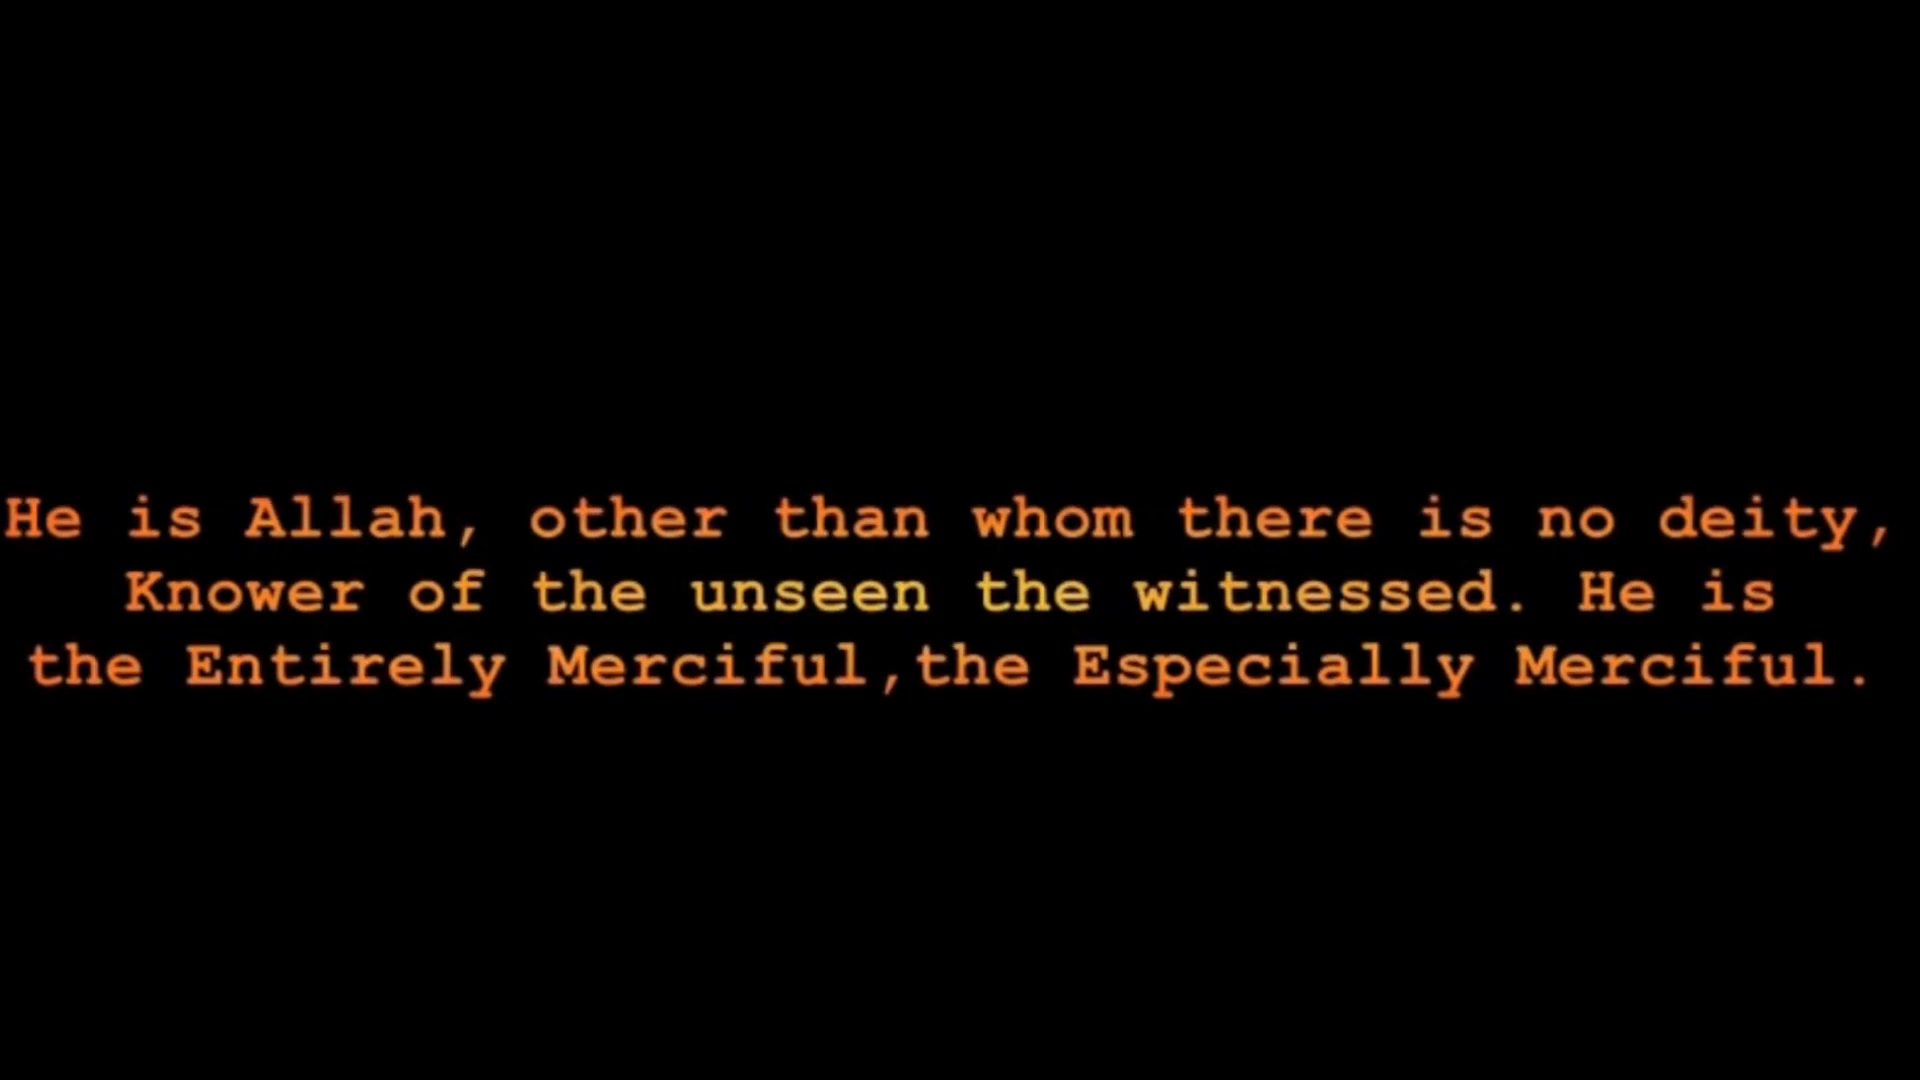 He is Allah, other than whom there is no deity,
Knower of the unseen the witnessed. He is
the Entirely Merciful,the Especially Merciful.